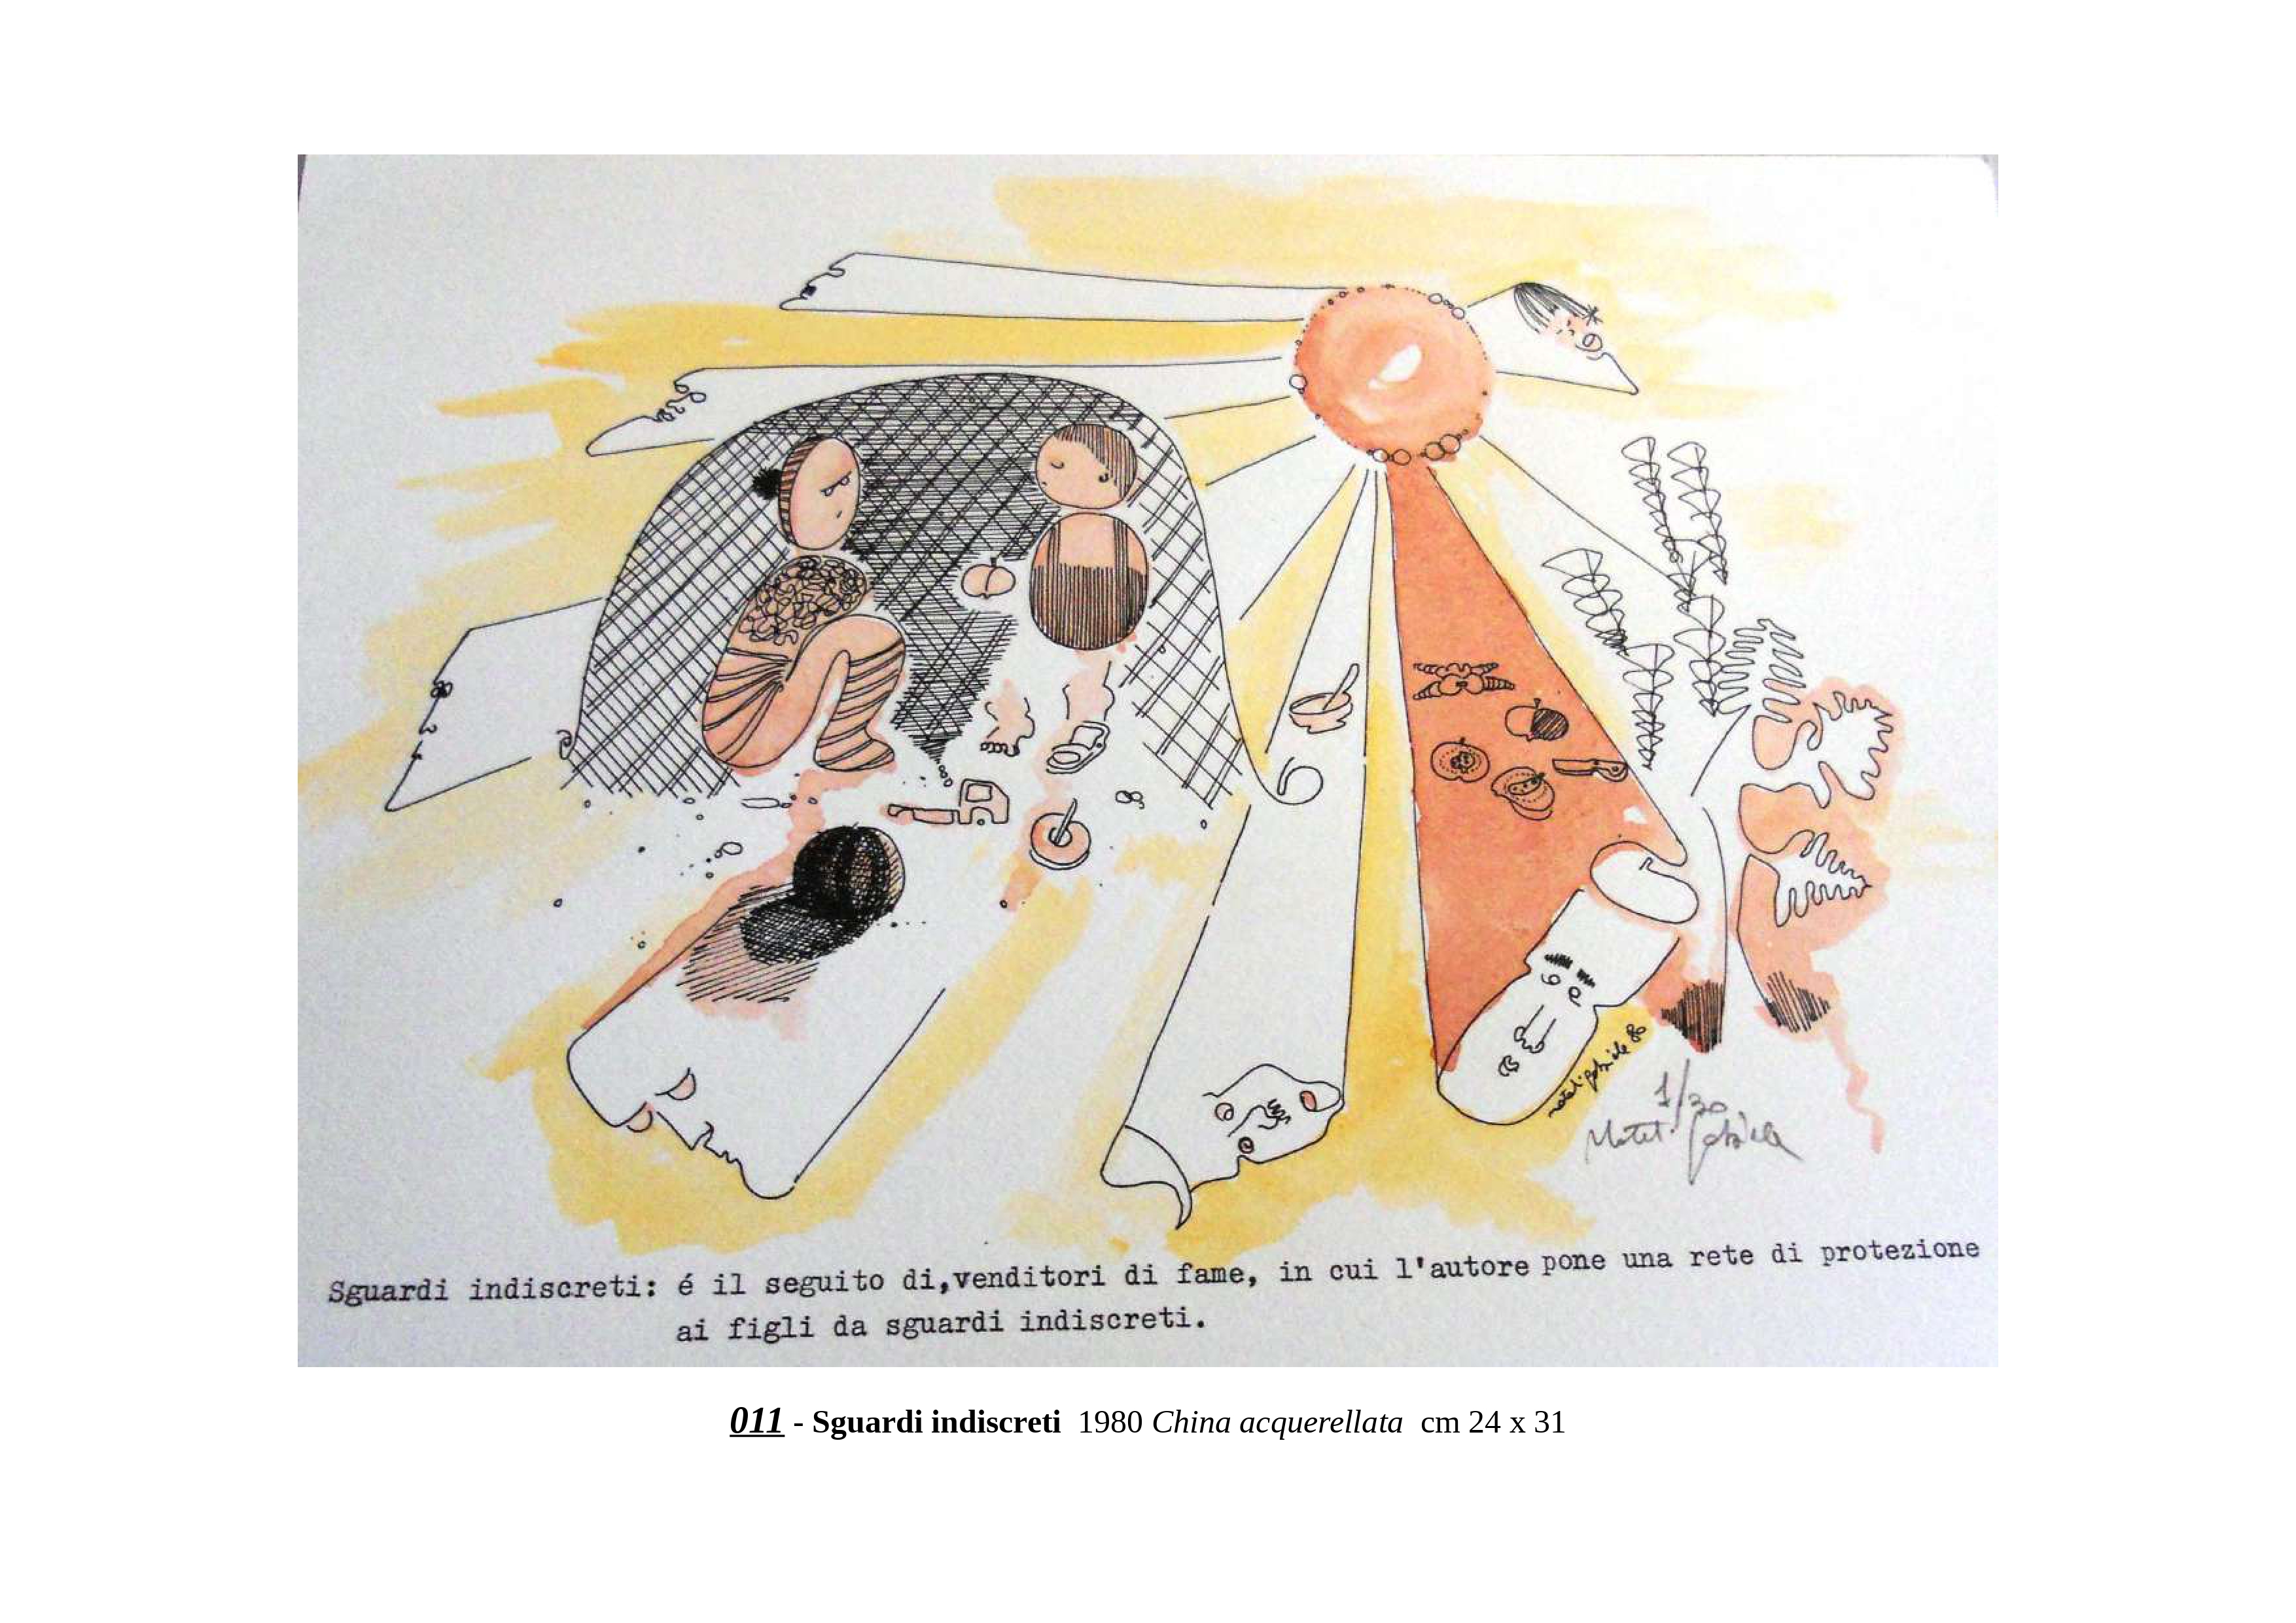 natali gabriele 80
1/30
Natali Gabriele
Sguardi indiscreti: é il seguito di,venditori di fame, in cui l'autore pone una rete di protezione
ai figli da sguardi indiscreti.
011 - Sguardi indiscreti 1980 China acquerellata cm 24 x 31